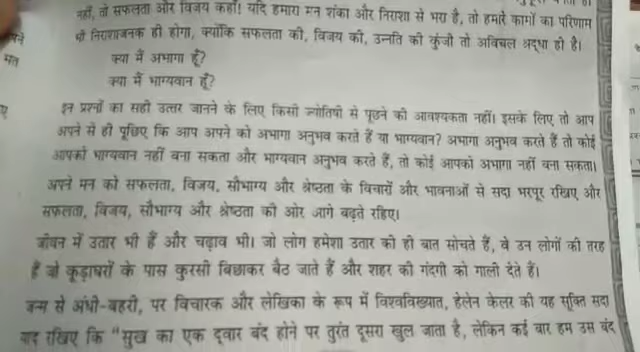 नहीं, तो सफलता और विजय कहाँ! यदि हमारा मन शंका और निराशा से भरा है, तो हमारे कामों का परिणाम
भी निराशाजनक ही होगा, क्योंकि सफलता की, विजय की, उन्नति की कुंजी तो अविचल श्रद्धा ही है।
क्या मैं अभागा हूँ?
क्या मैं भाग्यवान हूँ?
इन प्रश्नों का सही उत्तर जानने के लिए किसी ज्योतिषी से पूछने की आवश्यकता नहीं। इसके लिए तो आप
अपने से ही पूछिए कि आप अपने को अभागा अनुभव करते हैं या भाग्यवान? अभागा अनुभव करते हैं तो कोई
आपको भाग्यवान नहीं बना सकता और भाग्यवान अनुभव करते हैं, तो कोई आपको अभागा नहीं बना सकता।
अपने मन को सफलता, विजय, सौभाग्य और श्रेष्ठता के विचारों और भावनाओं से सदा भरपूर रखिए और
सफलता, विजय, सौभाग्य और श्रेष्ठता की ओर आगे बढ़ते रहिए।
जीवन में उतार भी हैं और चढ़ाव भी। जो लोग हमेशा उतार की ही बात सोचते हैं, वे उन लोगों की तरह
हैं जो कूड़ाघरों के पास कुरसी बिछाकर बैठ जाते हैं और शहर की गंदगी को गाली देते हैं।
जन्म से अंधी-बहरी, पर विचारक और लेखिका के रूप में विश्वविख्यात, हेलेन केलर की यह सूक्ति सदा
याद रखिए कि "सुख का एक द्वार बंद होने पर तुरंत दूसरा खुल जाता है, लेकिन कई बार हम उस बंद